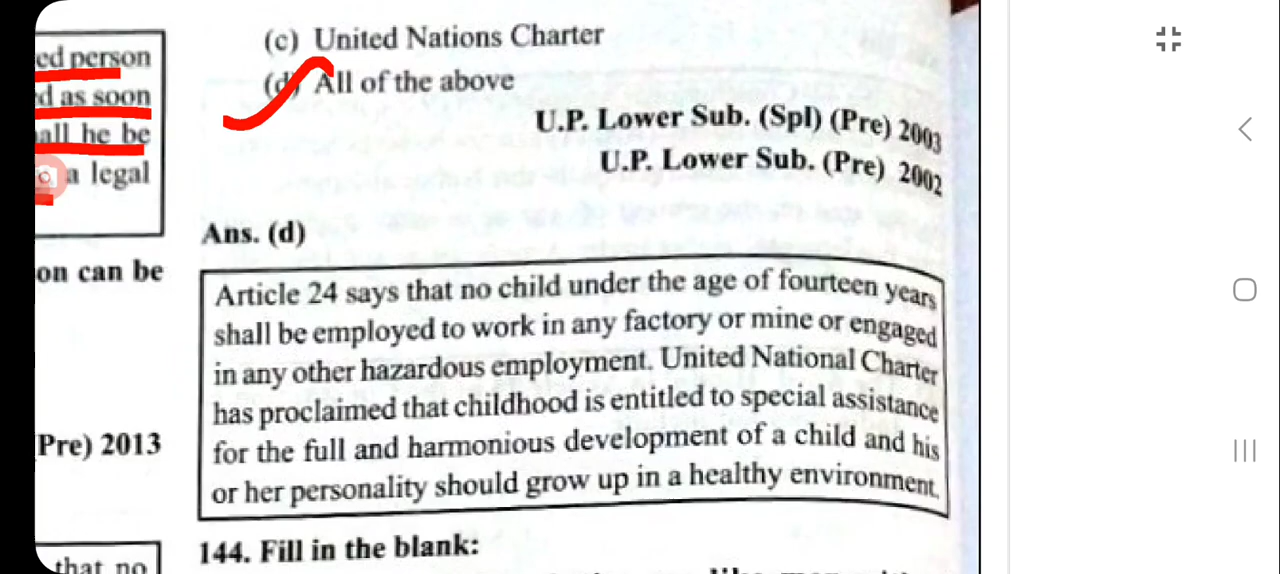 ed person
d as soon
all he be
a legal
on can be
Pre) 2013
that no
(c) United Nations Charter
(d) All of the above
U.P. Lower Sub. (Spl) (Pre) 2003
U.P. Lower Sub. (Pre) 2002
Ans. (d)
Article 24 says that no child under the age of fourteen years
shall be employed to work in any factory or mine or engaged
in any other hazardous employment. United National Charter
has proclaimed that childhood is entitled to special assistance
for the full and harmonious development of a child and his
or her personality should grow up in a healthy environment.
144. Fill in the blank: